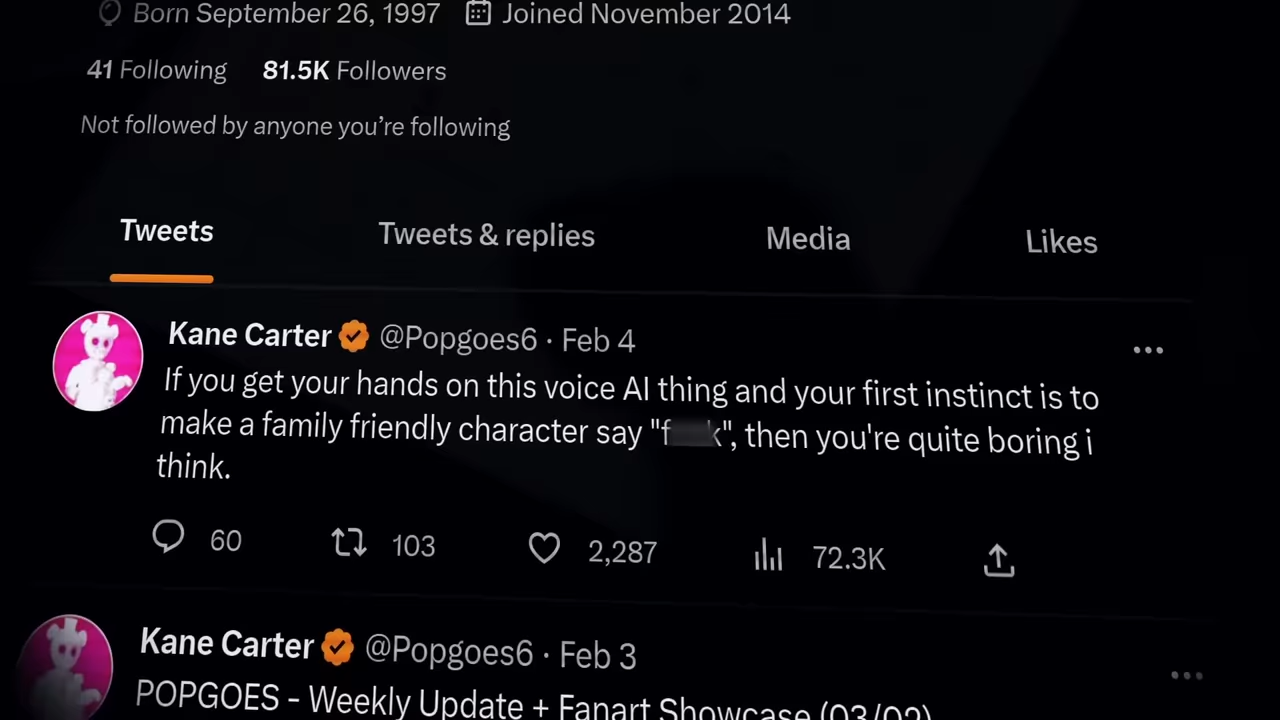 Born September 26, 1997 Joined November 2014
41 Following 81.5K Followers
Not followed by anyone you're following
Tweets Tweets & replies Media Likes
Kane Carter @Popgoes6 · Feb 4
If you get your hands on this voice AI thing and your first instinct is to
make a family friendly character say "f k", then you're quite boring i
think.
60 103 2,287 72.3K
Kane Carter @Popgoes6 · Feb 3
POPGOES - Weekly Update + Fanart Showcase (03/02)